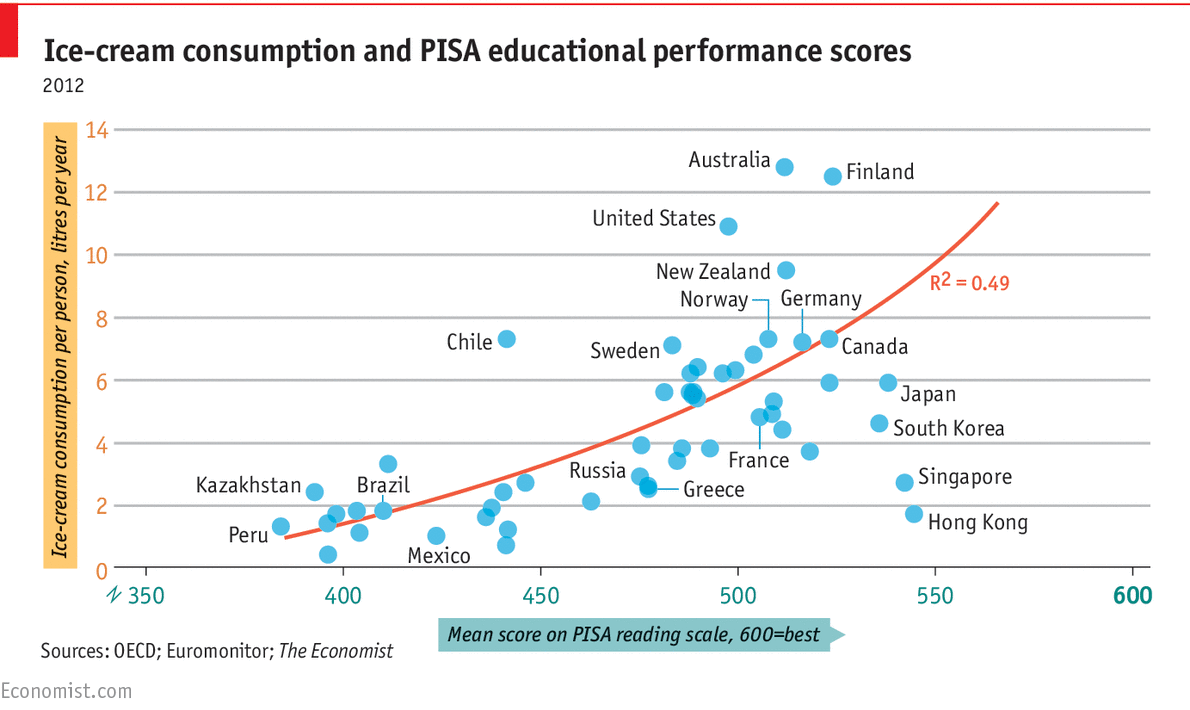 Ice-cream consumption and PISA educational performance scores
2012
Ice-cream consumption per person, litres per year
14
12
10
8
6
4
2
0
Australia
Finland
United States
New Zealand
Norway
Germany
R2 = 0.49
Chile
Sweden
Canada
Japan
South Korea
France
Russia
Singapore
Kazakhstan
Brazil
Greece
Hong Kong
Peru
Mexico
350
400
450
500
550
600
Mean score on PISA reading scale, 600=best
Sources: OECD; Euromonitor; The Economist
Economist.com